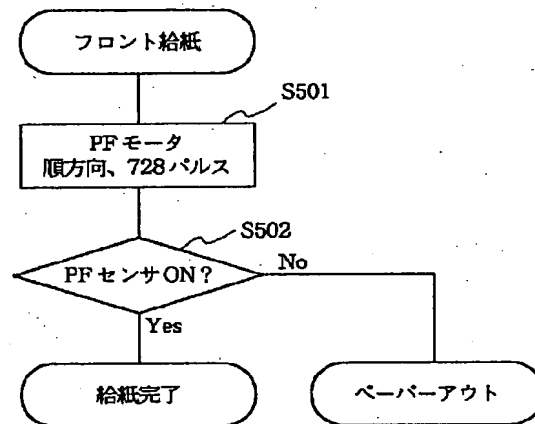 フロント給紙
S501
PFモータ
順方向、728パルス
S502
PFセンサON?
No
Yes
給紙完了
ペーパーアウト